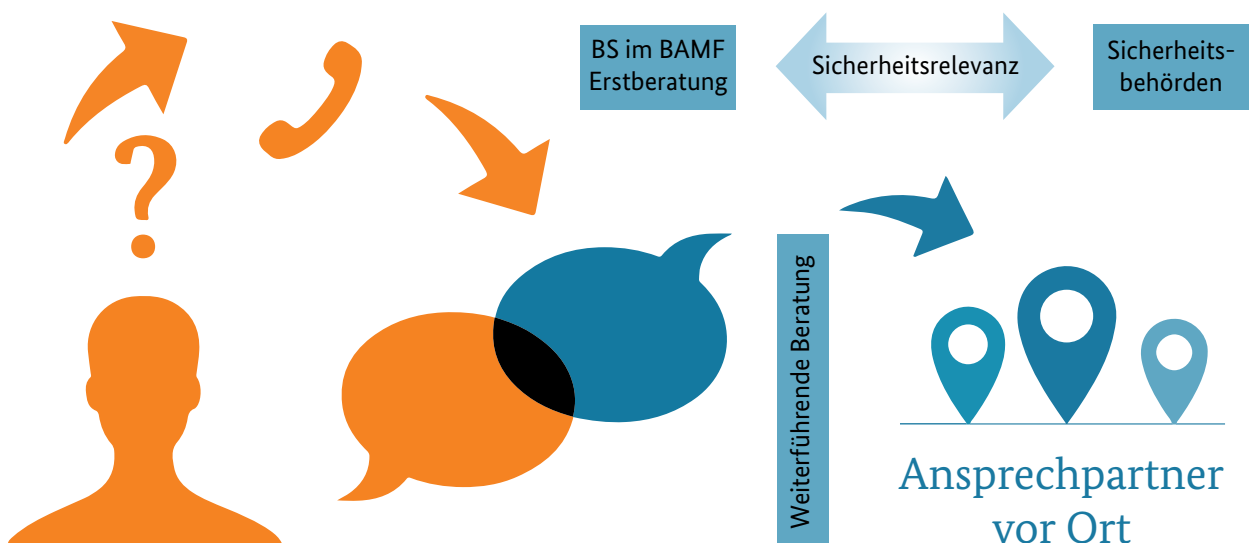 BS im BAMF
Erstberatung
Sicherheitsrelevanz
Sicherheits-
behörden
?
Weiterführende Beratung
Ansprechpartner
vor Ort